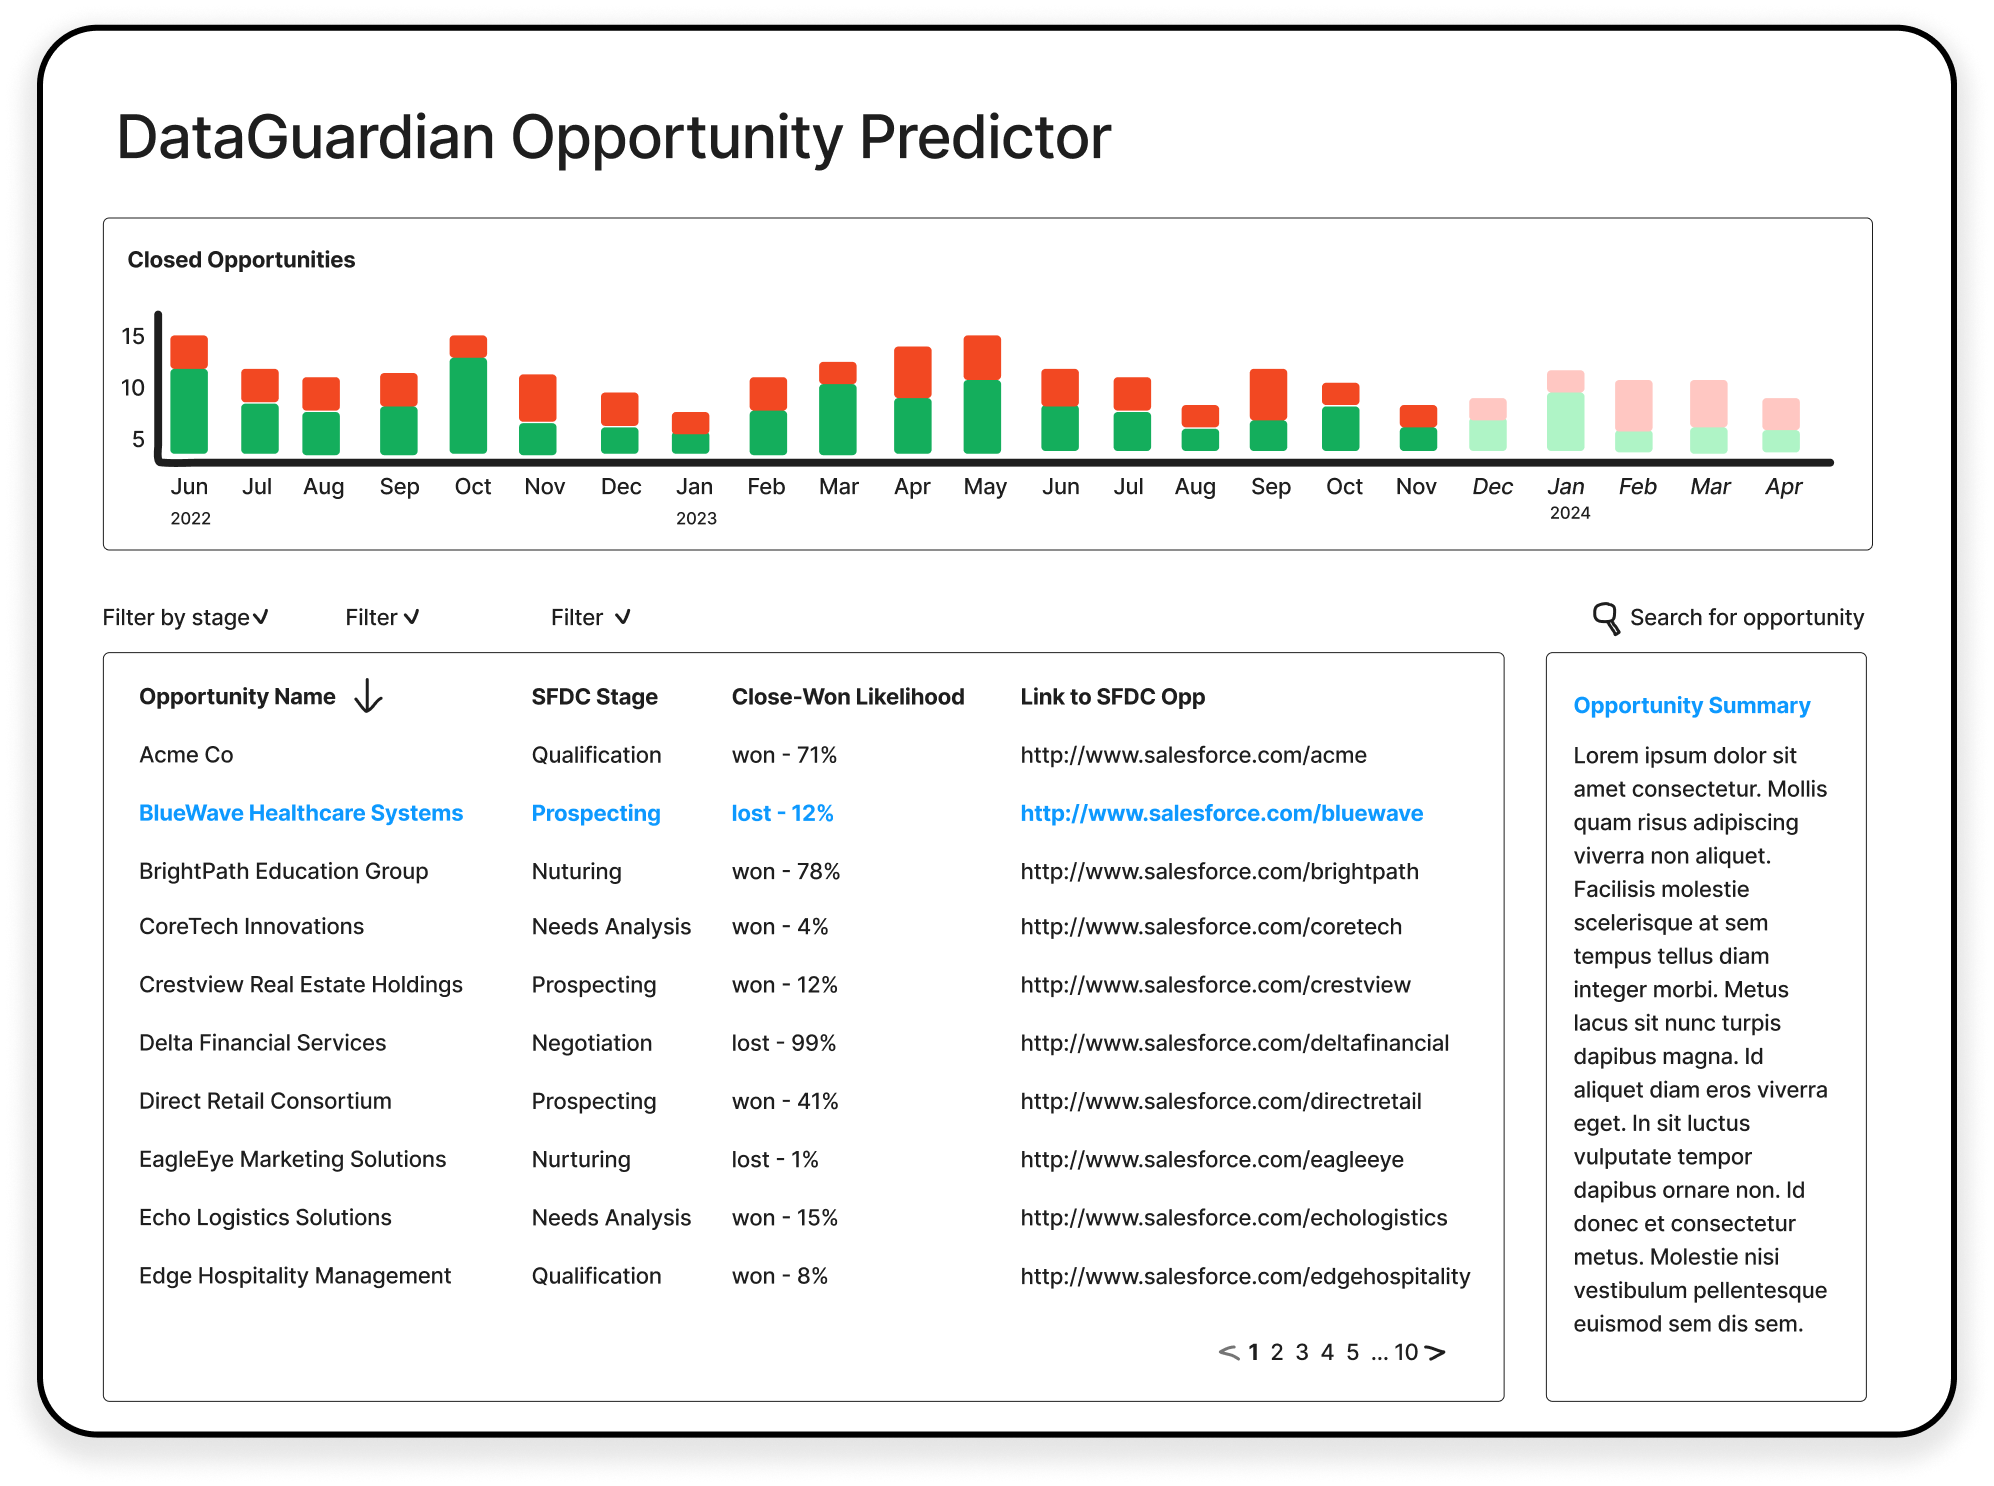 DataGuardian Opportunity Predictor
Closed Opportunities
15
10
5
Jun Jul Aug Sep Oct Nov Dec Jan Feb Mar Apr May Jun Jul Aug Sep Oct Nov Dec Jan Feb Mar Apr
2022 2023 2024
Filter by stage Filter Filter Search for opportunity
Opportunity Name SFDC Stage Close-Won Likelihood Link to SFDC Opp
Acme Co Qualification won - 71% http://www.salesforce.com/acme
BlueWave Healthcare Systems Prospecting lost - 12% http://www.salesforce.com/bluewave
BrightPath Education Group Nuturing won - 78% http://www.salesforce.com/brightpath
CoreTech Innovations Needs Analysis won - 4% http://www.salesforce.com/coretech
Crestview Real Estate Holdings Prospecting won - 12% http://www.salesforce.com/crestview
Delta Financial Services Negotiation lost - 99% http://www.salesforce.com/deltafinancial
Direct Retail Consortium Prospecting won - 41% http://www.salesforce.com/directretail
EagleEye Marketing Solutions Nurturing lost - 1% http://www.salesforce.com/eagleeye
Echo Logistics Solutions Needs Analysis won - 15% http://www.salesforce.com/echologistics
Edge Hospitality Management Qualification won - 8% http://www.salesforce.com/edgehospitality
< 1 2 3 4 5 ... 10 >
Opportunity Summary
Lorem ipsum dolor sit
amet consectetur. Mollis
quam risus adipiscing
viverra non aliquet.
Facilisis molestie
scelerisque at sem
tempus tellus diam
integer morbi. Metus
lacus sit nunc turpis
dapibus magna. Id
aliquet diam eros viverra
eget. In sit luctus
vulputate tempor
dapibus ornare non. Id
donec et consectetur
metus. Molestie nisi
vestibulum pellentesque
euismod sem dis sem.